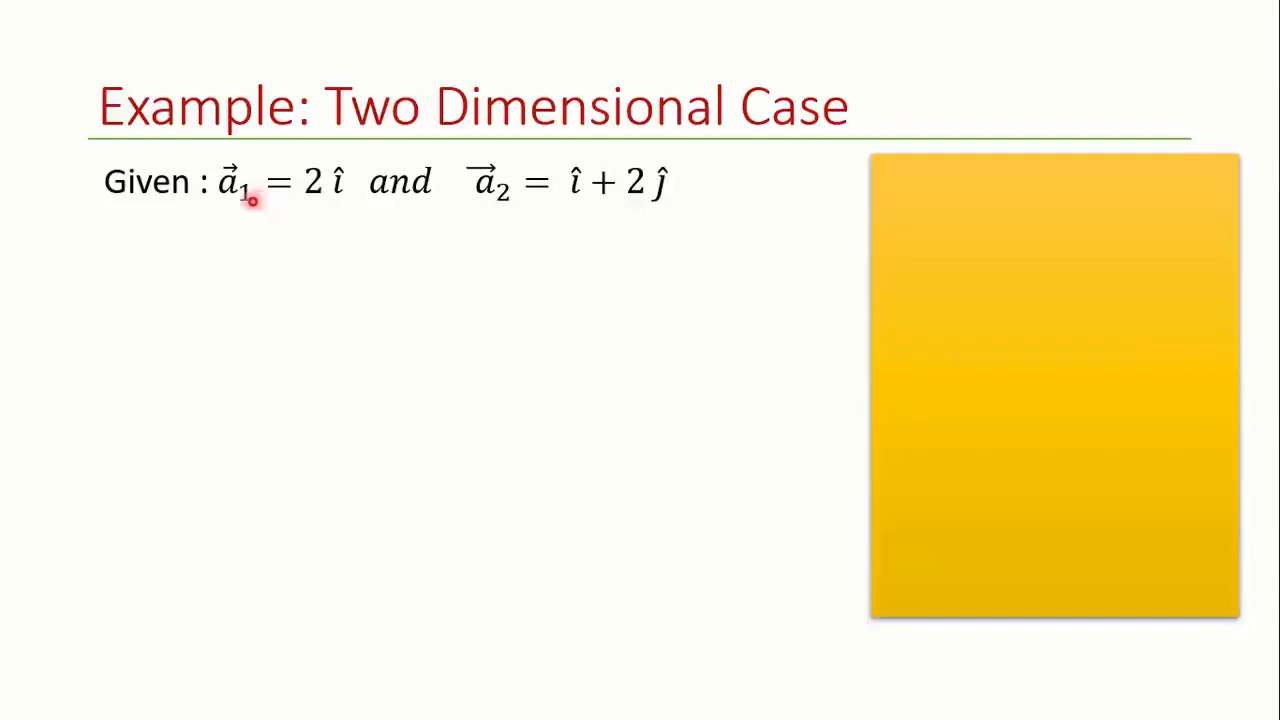 Example: Two Dimensional Case
Given : a⃗₁ = 2 î and a⃗₂ = î + 2 ĵ